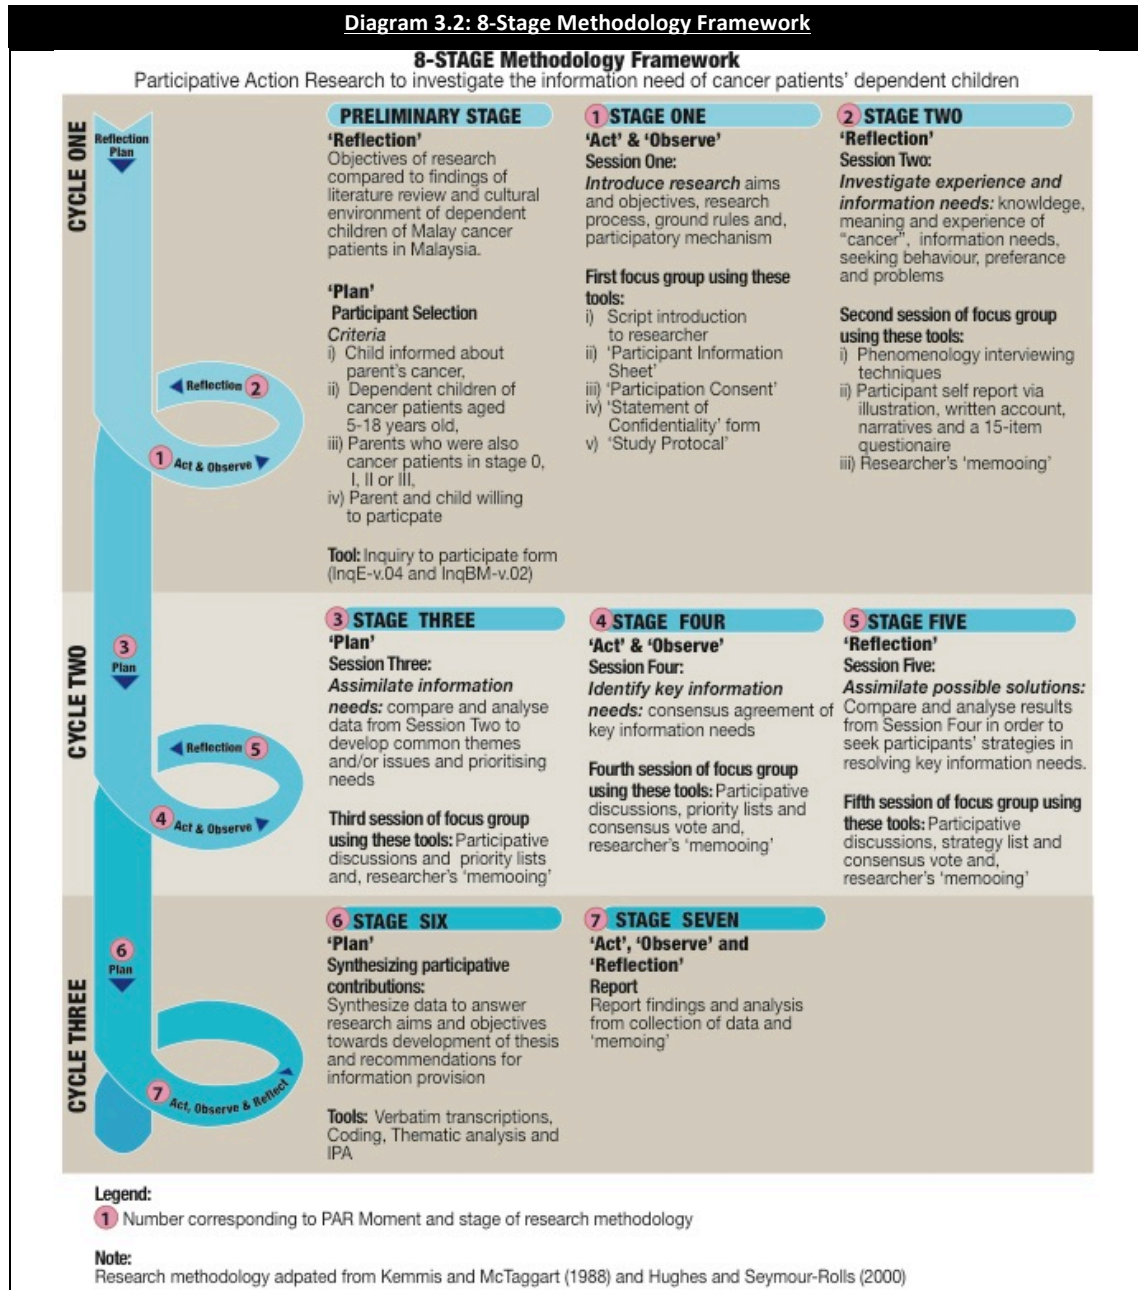 Diagram 3.2: 8-Stage Methodology Framework
8-STAGE Methodology Framework
Participative Action Research to investigate the information need of cancer patients' dependent children
CYCLE ONE
Reflection
Plan
Reflection 2
1 Act & Observe
PRELIMINARY STAGE
'Reflection'
Objectives of research
compared to findings of
literature review and cultural
environment of dependent
children of Malay cancer
patients in Malaysia.
'Plan'
Participant Selection
Criteria
i) Child informed about
parent's cancer,
ii) Dependent children of
cancer patients aged
5-18 years old,
iii) Parents who were also
cancer patients in stage 0,
I, II or III,
iv) Parent and child willing
to particpate
Tool: Inquiry to participate form
(InqE-v.04 and InqBM-v.02)
1 STAGE ONE
'Act' & 'Observe'
Session One:
Introduce research aims
and objectives, research
process, ground rules and,
participatory mechanism
First focus group using these
tools:
i) Script introduction
to researcher
ii) 'Participant Information
Sheet'
iii) 'Participation Consent'
iv) 'Statement of
Confidentiality' form
v) 'Study Protocal'
2 STAGE TWO
'Reflection'
Session Two:
Investigate experience and
information needs: knowldege,
meaning and experience of
"cancer", information needs,
seeking behaviour, preferance
and problems
Second session of focus group
using these tools:
i) Phenomenology interviewing
techniques
ii) Participant self report via
illustration, written account,
narratives and a 15-item
questionaire
iii) Researcher's 'memooing'
CYCLE TWO
3
Plan
Reflection 5
4 Act & Observe
3 STAGE THREE
'Plan'
Session Three:
Assimilate information
needs: compare and analyse
data from Session Two to
develop common themes
and/or issues and prioritising
needs
Third session of focus group
using these tools: Participative
discussions and priority lists
and, researcher's 'memooing'
4 STAGE FOUR
'Act' & 'Observe'
Session Four:
Identify key information
needs: consensus agreement of
key information needs
Fourth session of focus group
using these tools: Participative
discussions, priority lists and
consensus vote and,
researcher's 'memooing'
5 STAGE FIVE
'Reflection'
Session Five:
Assimilate possible solutions:
Compare and analyse results
from Session Four in order to
seek participants' strategies in
resolving key information needs.
Fifth session of focus group using
these tools: Participative
discussions, strategy list and
consensus vote and,
researcher's 'memooing'
CYCLE THREE
6
Plan
7 Act, Observe & Reflect
6 STAGE SIX
'Plan'
Synthesizing participative
contributions:
Synthesize data to answer
research aims and objectives
towards development of thesis
and recommendations for
information provision
Tools: Verbatim transcriptions,
Coding, Thematic analysis and
IPA
7 STAGE SEVEN
'Act', 'Observe' and
'Reflection'
Report
Report findings and analysis
from collection of data and
'memoing'
Legend:
1 Number corresponding to PAR Moment and stage of research methodology
Note:
Research methodology adpated from Kemmis and McTaggart (1988) and Hughes and Seymour-Rolls (2000)